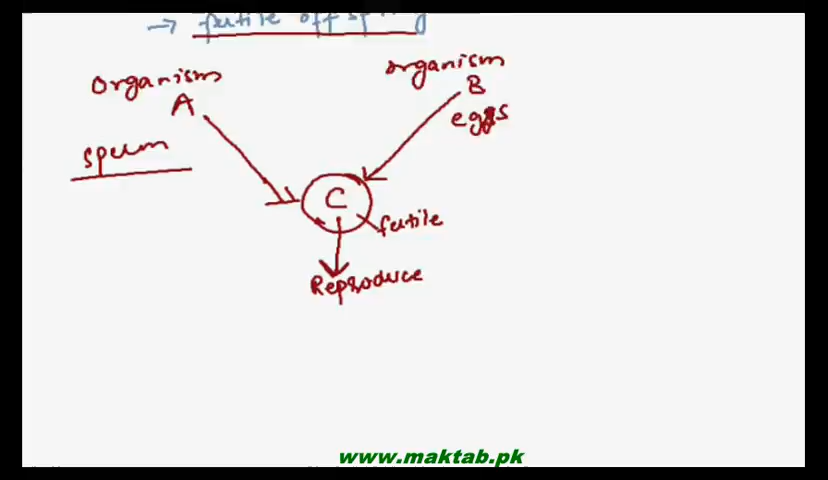 → fertile offspring
organism
A
organism
B
eggs
sperm
C
fertile
Reproduce
www.maktab.pk